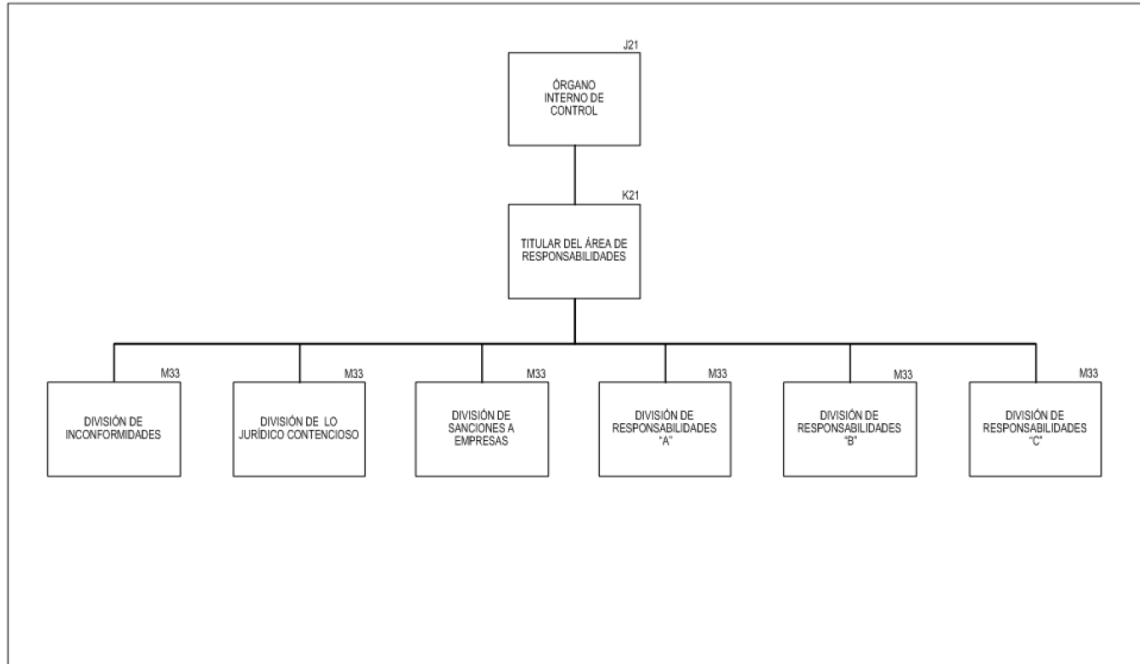 J21
ÓRGANO
INTERNO DE
CONTROL
K21
TITULAR DEL ÁREA DE
RESPONSABILIDADES
M33
DIVISIÓN DE
INCONFORMIDADES
M33
DIVISIÓN DE LO
JURÍDICO CONTENCIOSO
M33
DIVISIÓN DE
SANCIONES A
EMPRESAS
M33
DIVISIÓN DE
RESPONSABILIDADES
“A”
M33
DIVISIÓN DE
RESPONSABILIDADES
“B”
M33
DIVISIÓN DE
RESPONSABILIDADES
“C”